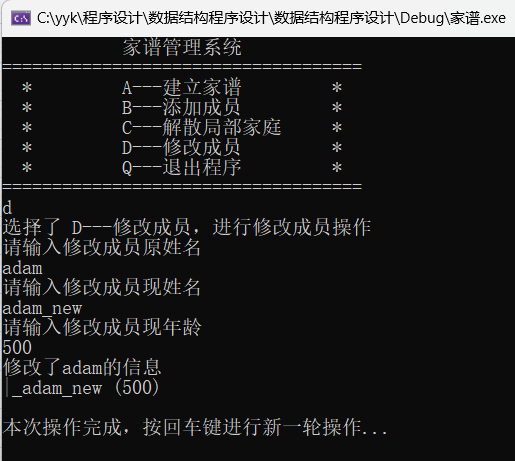 C:\yyk\程序设计\数据结构程序设计\数据结构程序设计\Debug\家谱.exe
家谱管理系统
====================================
* A---建立家谱 *
* B---添加成员 *
* C---解散局部家庭 *
* D---修改成员 *
* Q---退出程序 *
====================================
d
选择了 D---修改成员，进行修改成员操作
请输入修改成员原姓名
adam
请输入修改成员现姓名
adam_new
请输入修改成员现年龄
500
修改了adam的信息
|_adam_new (500)
本次操作完成，按回车键进行新一轮操作...